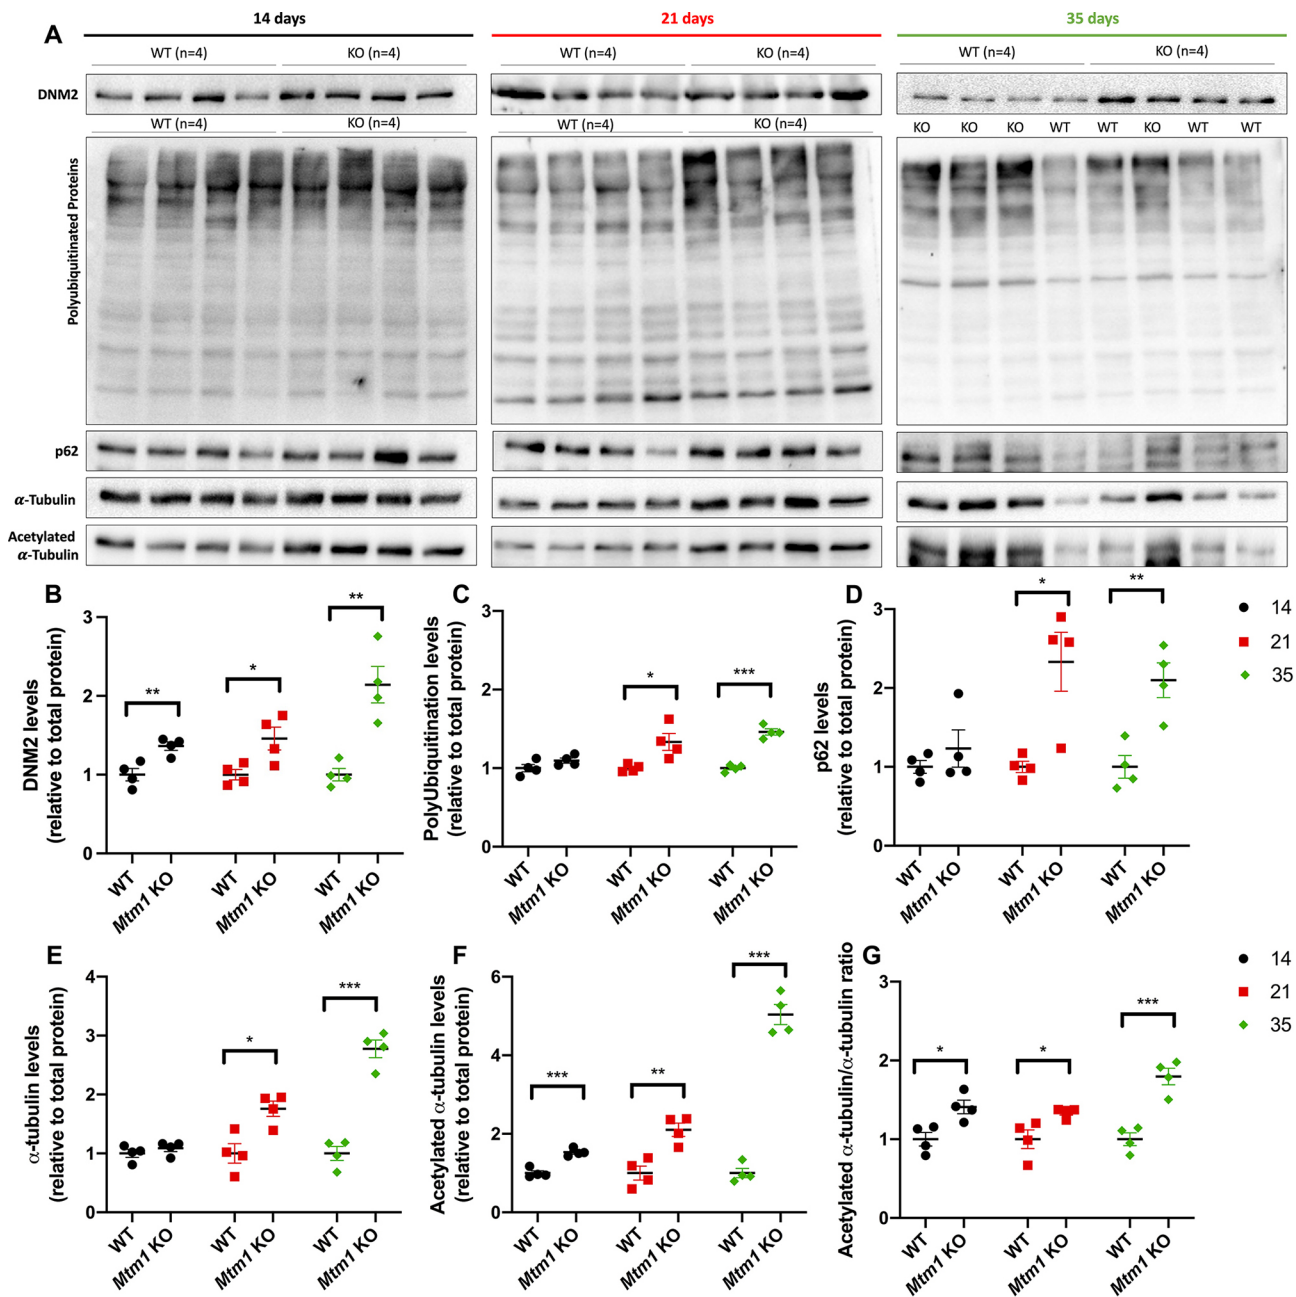 14 days
21 days
35 days
A
WT (n=4)
KO (n=4)
WT (n=4)
KO (n=4)
WT (n=4)
KO (n=4)
DNM2
WT (n=4)
KO (n=4)
WT (n=4)
KO (n=4)
KO KO KO WT WT KO WT WT
Polyubiquitinated Proteins
p62
α-Tubulin
Acetylated
α-Tubulin
B
DNM2 levels
(relative to total protein)
3
2
1
0
**
*
**
WT
Mtm1 KO
WT
Mtm1 KO
WT
Mtm1 KO
C
PolyUbiquitination levels
(relative to total protein)
3
2
1
0
*
***
WT
Mtm1 KO
WT
Mtm1 KO
WT
Mtm1 KO
D
p62 levels
(relative to total protein)
3
2
1
0
*
**
WT
Mtm1 KO
WT
Mtm1 KO
WT
Mtm1 KO
14
21
35
E
α-tubulin levels
(relative to total protein)
4
3
2
1
0
*
***
WT
Mtm1 KO
WT
Mtm1 KO
WT
Mtm1 KO
F
Acetylated α-tubulin levels
(relative to total protein)
6
4
2
0
***
**
***
WT
Mtm1 KO
WT
Mtm1 KO
WT
Mtm1 KO
G
Acetylated α-tubulin/α-tubulin ratio
3
2
1
0
*
*
***
WT
Mtm1 KO
WT
Mtm1 KO
WT
Mtm1 KO
14
21
35